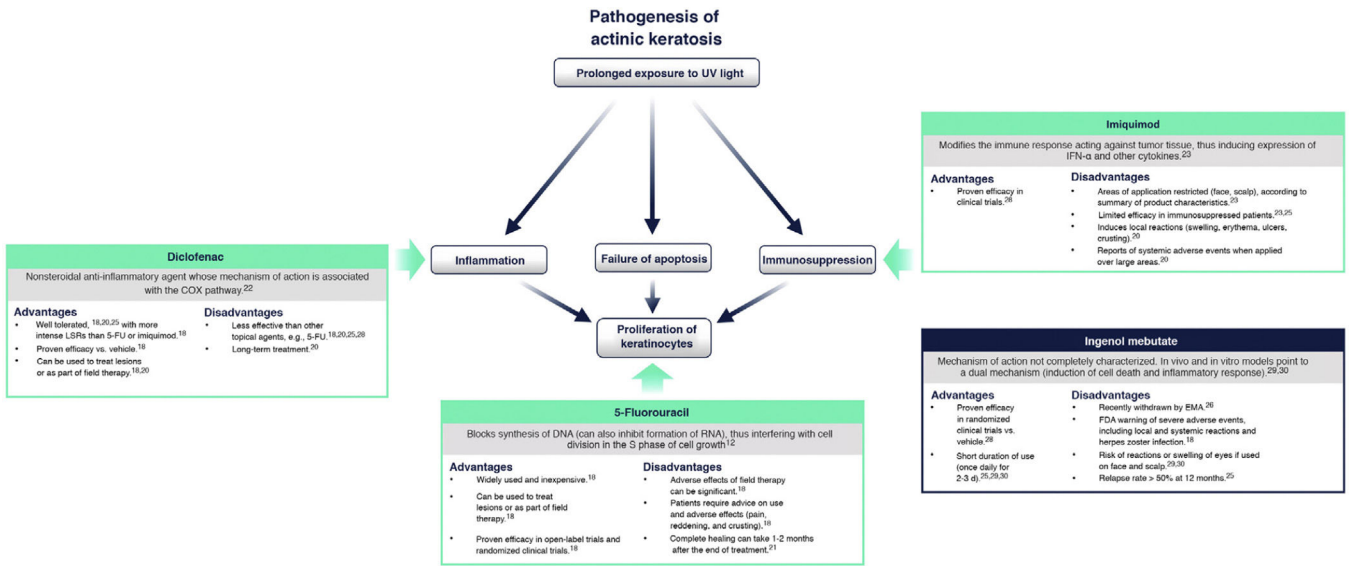 Pathogenesis of
actinic keratosis
Prolonged exposure to UV light
Inflammation
Failure of apoptosis
Immunosuppression
Proliferation of
keratinocytes
Diclofenac
Nonsteroidal anti-inflammatory agent whose mechanism of action is associated
with the COX pathway.22
Advantages
• Well tolerated, 18,20,25 with more
intense LSRs than 5-FU or imiquimod.18
• Proven efficacy vs. vehicle.18
• Can be used to treat lesions
or as part of field therapy.18,20
Disadvantages
• Less effective than other
topical agents, e.g., 5-FU.18,20,25,28
• Long-term treatment.20
5-Fluorouracil
Blocks synthesis of DNA (can also inhibit formation of RNA), thus interfering with cell
division in the S phase of cell growth12
Advantages
• Widely used and inexpensive.18
• Can be used to treat
lesions or as part of field
therapy.18
• Proven efficacy in open-label trials and
randomized clinical trials.18
Disadvantages
• Adverse effects of field therapy
can be significant.18
• Patients require advice on use
and adverse effects (pain,
reddening, and crusting).18
• Complete healing can take 1-2 months
after the end of treatment.21
Imiquimod
Modifies the immune response acting against tumor tissue, thus inducing expression of
IFN-α and other cytokines.23
Advantages
• Proven efficacy in
clinical trials.28
Disadvantages
• Areas of application restricted (face, scalp), according to
summary of product characteristics.23
• Limited efficacy in immunosuppressed patients.23,25
• Induces local reactions (swelling, erythema, ulcers,
crusting).20
• Reports of systemic adverse events when applied
over large areas.20
Ingenol mebutate
Mechanism of action not completely characterized. In vivo and in vitro models point to
a dual mechanism (induction of cell death and inflammatory response).29,30
Advantages
• Proven efficacy
in randomized
clinical trials vs.
vehicle.28
• Short duration of use
(once daily for
2-3 d).25,29,30
Disadvantages
• Recently withdrawn by EMA.26
• FDA warning of severe adverse events,
including local and systemic reactions and
herpes zoster infection.18
• Risk of reactions or swelling of eyes if used
on face and scalp.29,30
• Relapse rate > 50% at 12 months.25